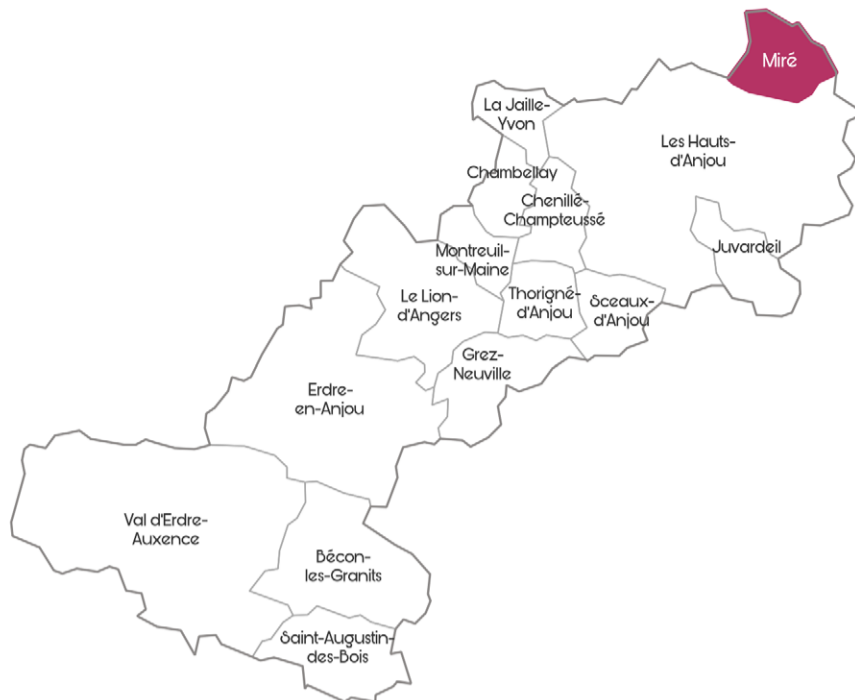 Miré
La Jaille-
Yvon
Les Hauts-
d'Anjou
Chambellay
Chenillé-
Champteussé
Juvardeil
Montreuil-
sur-Maine
Le Lion-
d'Angers
Thorigné-
d'Anjou
Sceaux-
d'Anjou
Grez-
Neuville
Erdre-
en-Anjou
Val d'Erdre-
Auxence
Bécon-
les-Granits
Saint-Augustin-
des-Bois